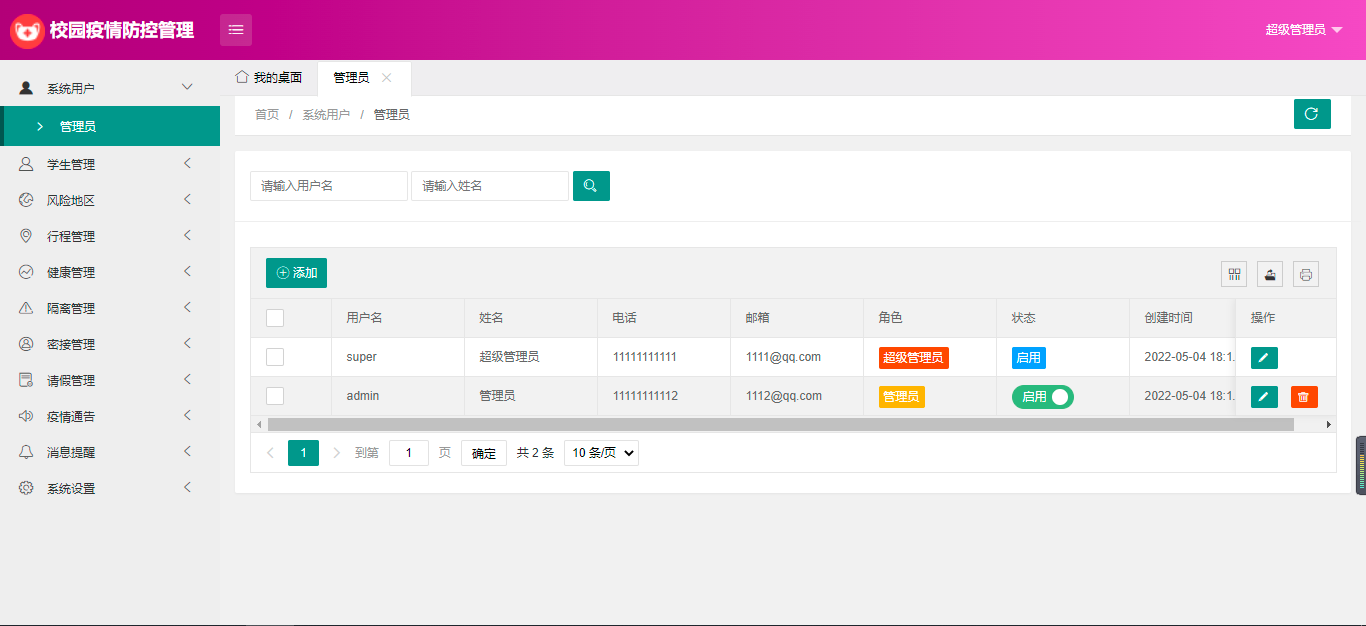 校园疫情防控管理
超级管理员
系统用户
管理员
学生管理
风险地区
行程管理
健康管理
隔离管理
密接管理
请假管理
疫情通告
消息提醒
系统设置
我的桌面 管理员
首页 / 系统用户 / 管理员
请输入用户名 请输入姓名
添加
用户名 姓名 电话 邮箱 角色 状态 创建时间 操作
super 超级管理员 11111111111 1111@qq.com 超级管理员 启用 2022-05-04 18:1.
admin 管理员 11111111112 1112@qq.com 管理员 启用 2022-05-04 18:1.
1 到第 1 页 确定 共 2 条 10 条/页